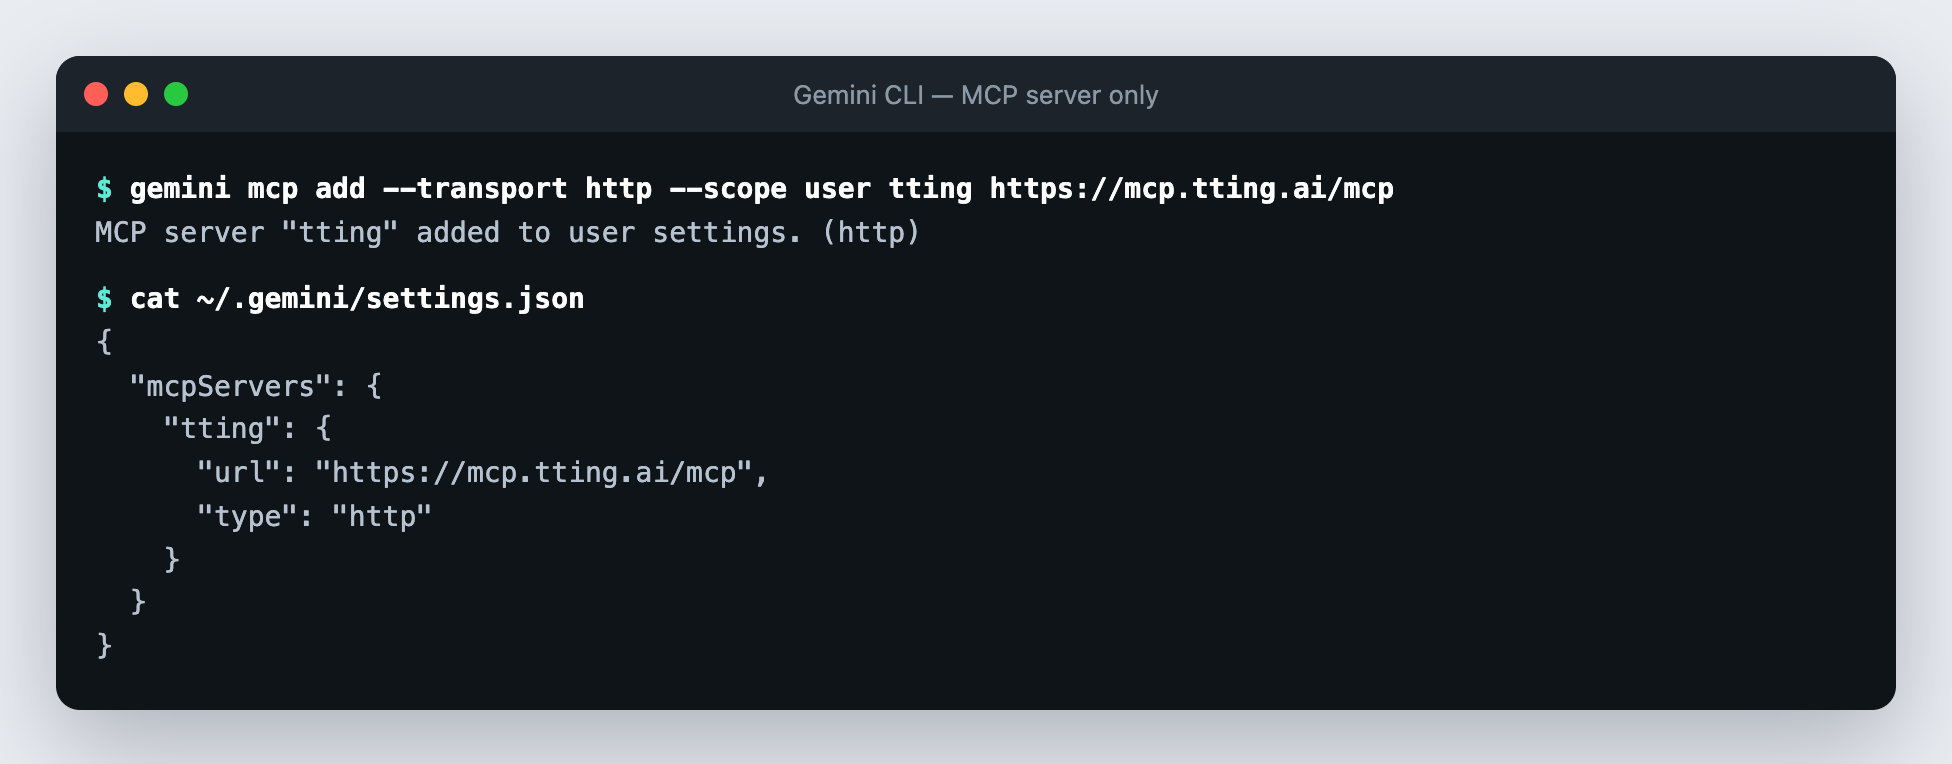 Gemini CLI — MCP server only
$ gemini mcp add --transport http --scope user tting https://mcp.tting.ai/mcp
MCP server "tting" added to user settings. (http)
$ cat ~/.gemini/settings.json
{
  "mcpServers": {
    "tting": {
      "url": "https://mcp.tting.ai/mcp",
      "type": "http"
    }
  }
}